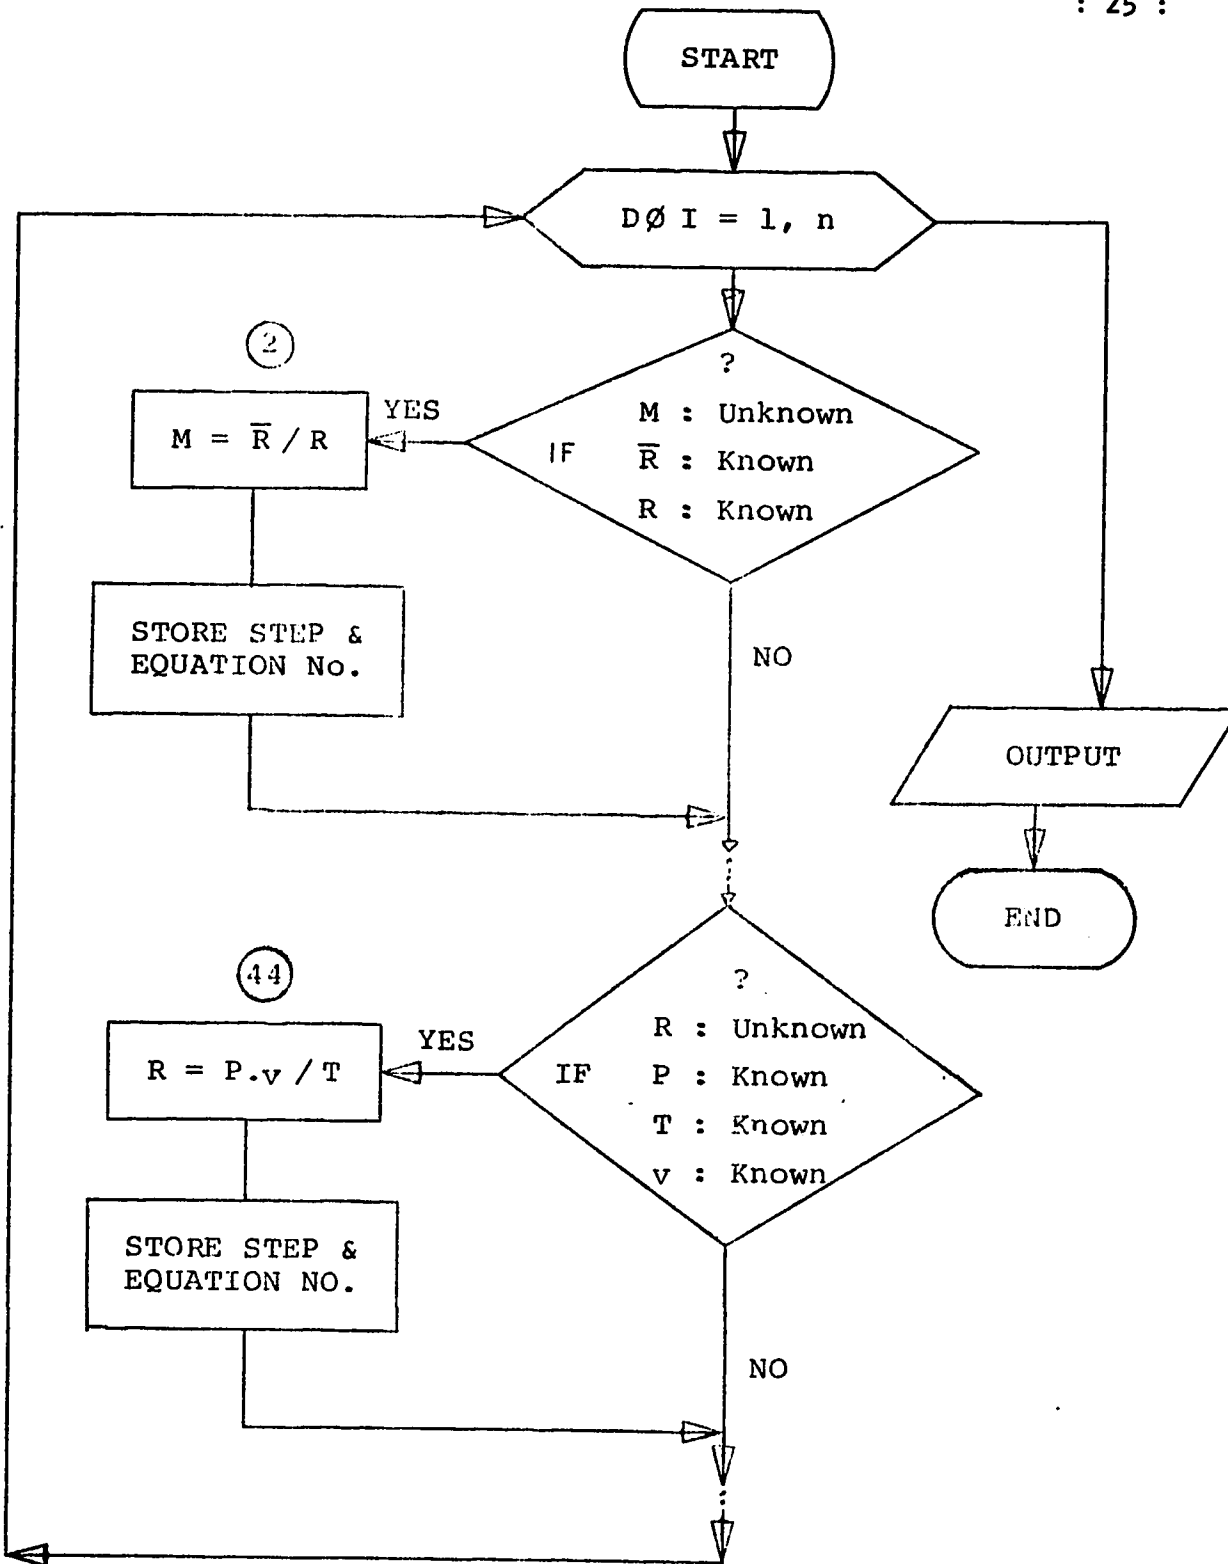 : 25 :
START
DØ I = 1, n
2
?
YES
M : Unknown
M = R̅ / R
IF
R̅ : Known
R : Known
STORE STEP &
EQUATION No.
NO
OUTPUT
END
44
?
YES
R : Unknown
R = P.v / T
IF
P : Known
T : Known
v : Known
STORE STEP &
EQUATION NO.
NO